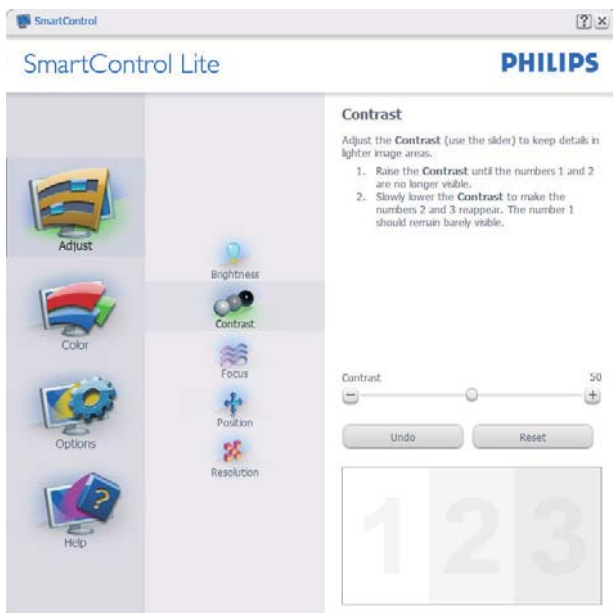 SmartControl
SmartControl Lite
PHILIPS
Adjust
Color
Options
Help
Brightness
Contrast
Focus
Position
Resolution
Contrast
Adjust the Contrast (use the slider) to keep details in
lighter image areas.
1. Raise the Contrast until the numbers 1 and 2
are no longer visible.
2. Slowly lower the Contrast to make the
numbers 2 and 3 reappear. The number 1
should remain barely visible.
Contrast 50
Undo Reset
1 2 3